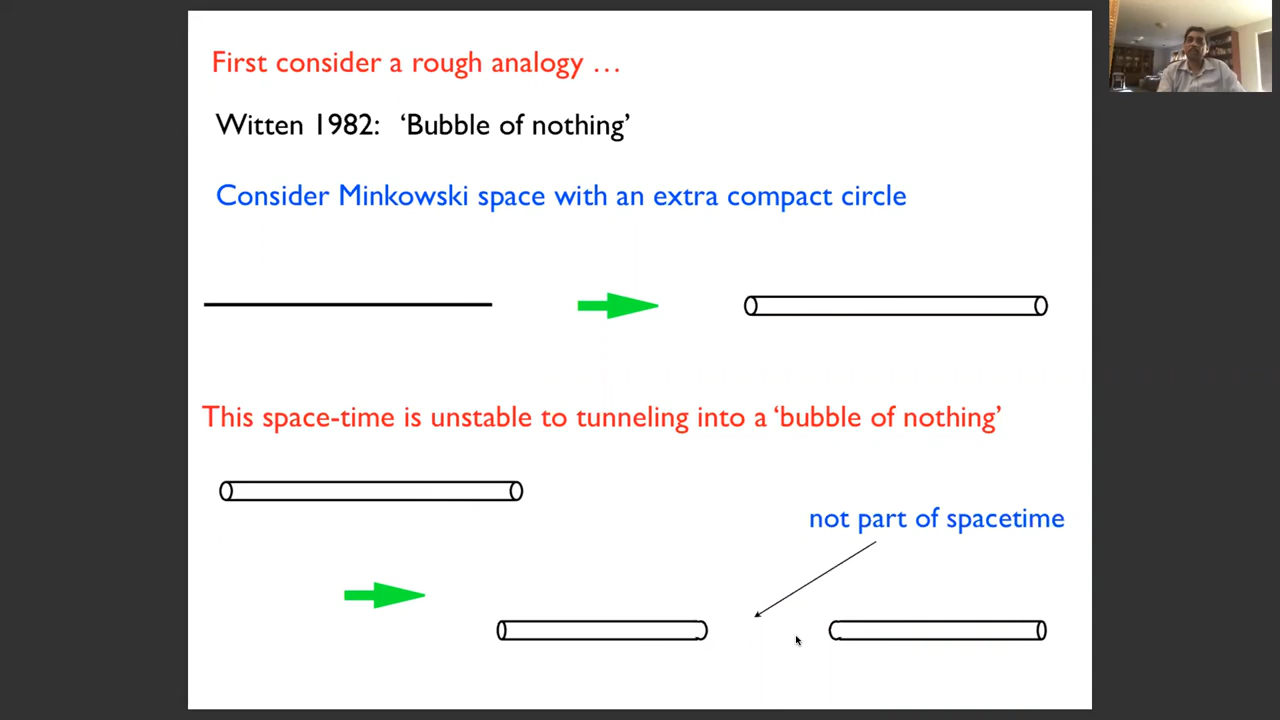 First consider a rough analogy …
Witten 1982: ‘Bubble of nothing’
Consider Minkowski space with an extra compact circle
This space-time is unstable to tunneling into a ‘bubble of nothing’
not part of spacetime